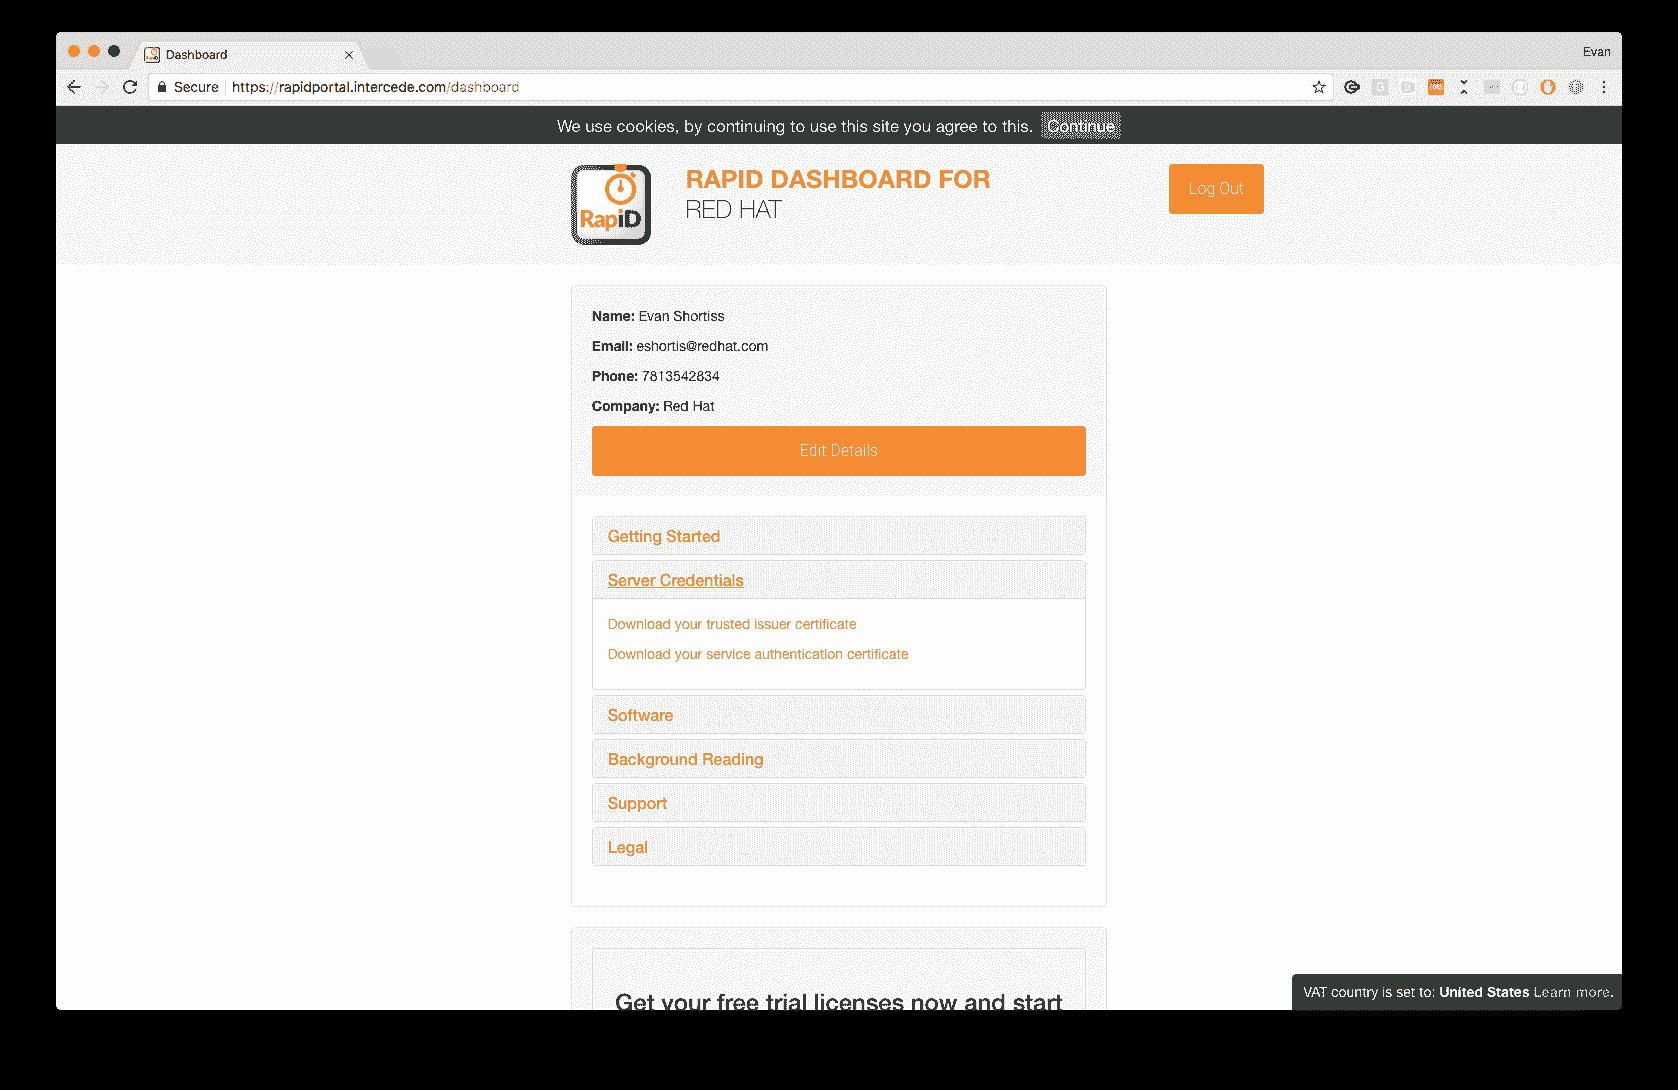 Dashboard
Evan
Secure https://rapidportal.intercede.com/dashboard
We use cookies, by continuing to use this site you agree to this. Continue
RapiD
RAPID DASHBOARD FOR
RED HAT
Log Out
Name: Evan Shortiss
Email: eshortis@redhat.com
Phone: 7813542834
Company: Red Hat
Edit Details
Getting Started
Server Credentials
Download your trusted issuer certificate
Download your service authentication certificate
Software
Background Reading
Support
Legal
Get your free trial licenses now and start
VAT country is set to: United States Learn more.